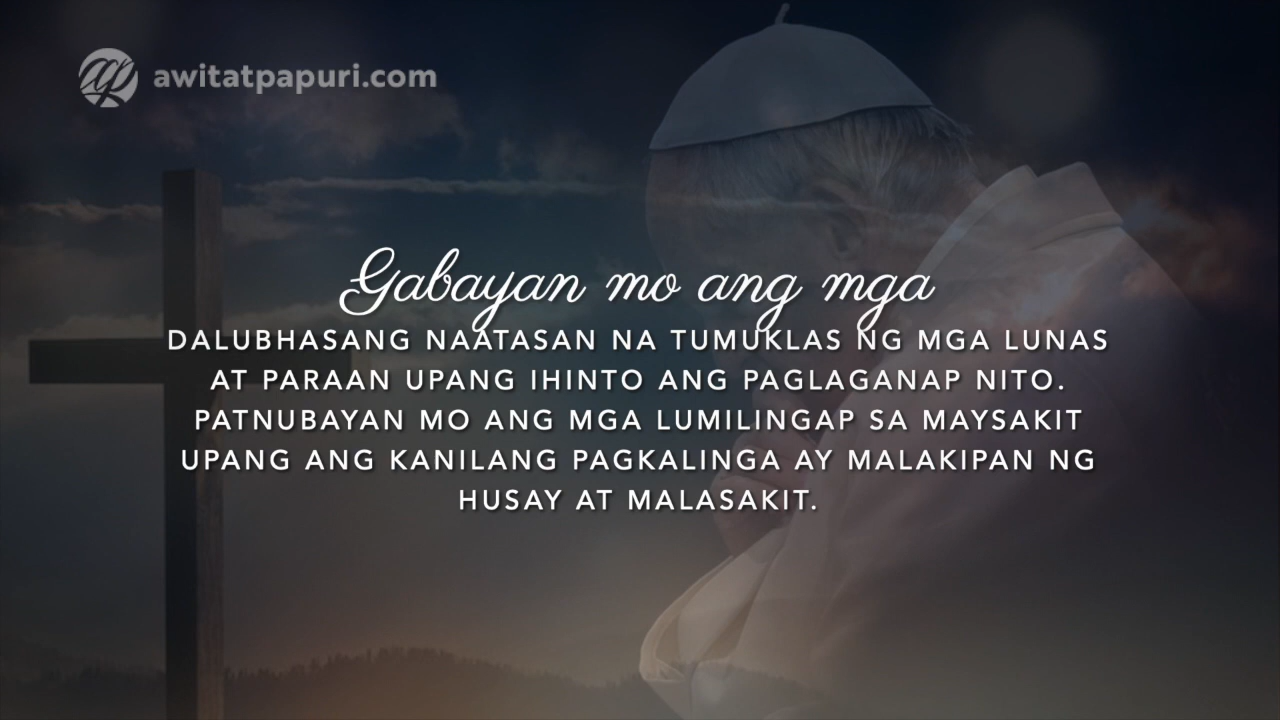 awitatpapuri.com
Gabayan mo ang mga
DALUBHASANG NAATASAN NA TUMUKLAS NG MGA LUNAS
AT PARAAN UPANG IHINTO ANG PAGLAGANAP NITO.
PATNUBAYAN MO ANG MGA LUMILINGAP SA MAYSAKIT
UPANG ANG KANILANG PAGKALINGA AY MALAKIPAN NG
HUSAY AT MALASAKIT.